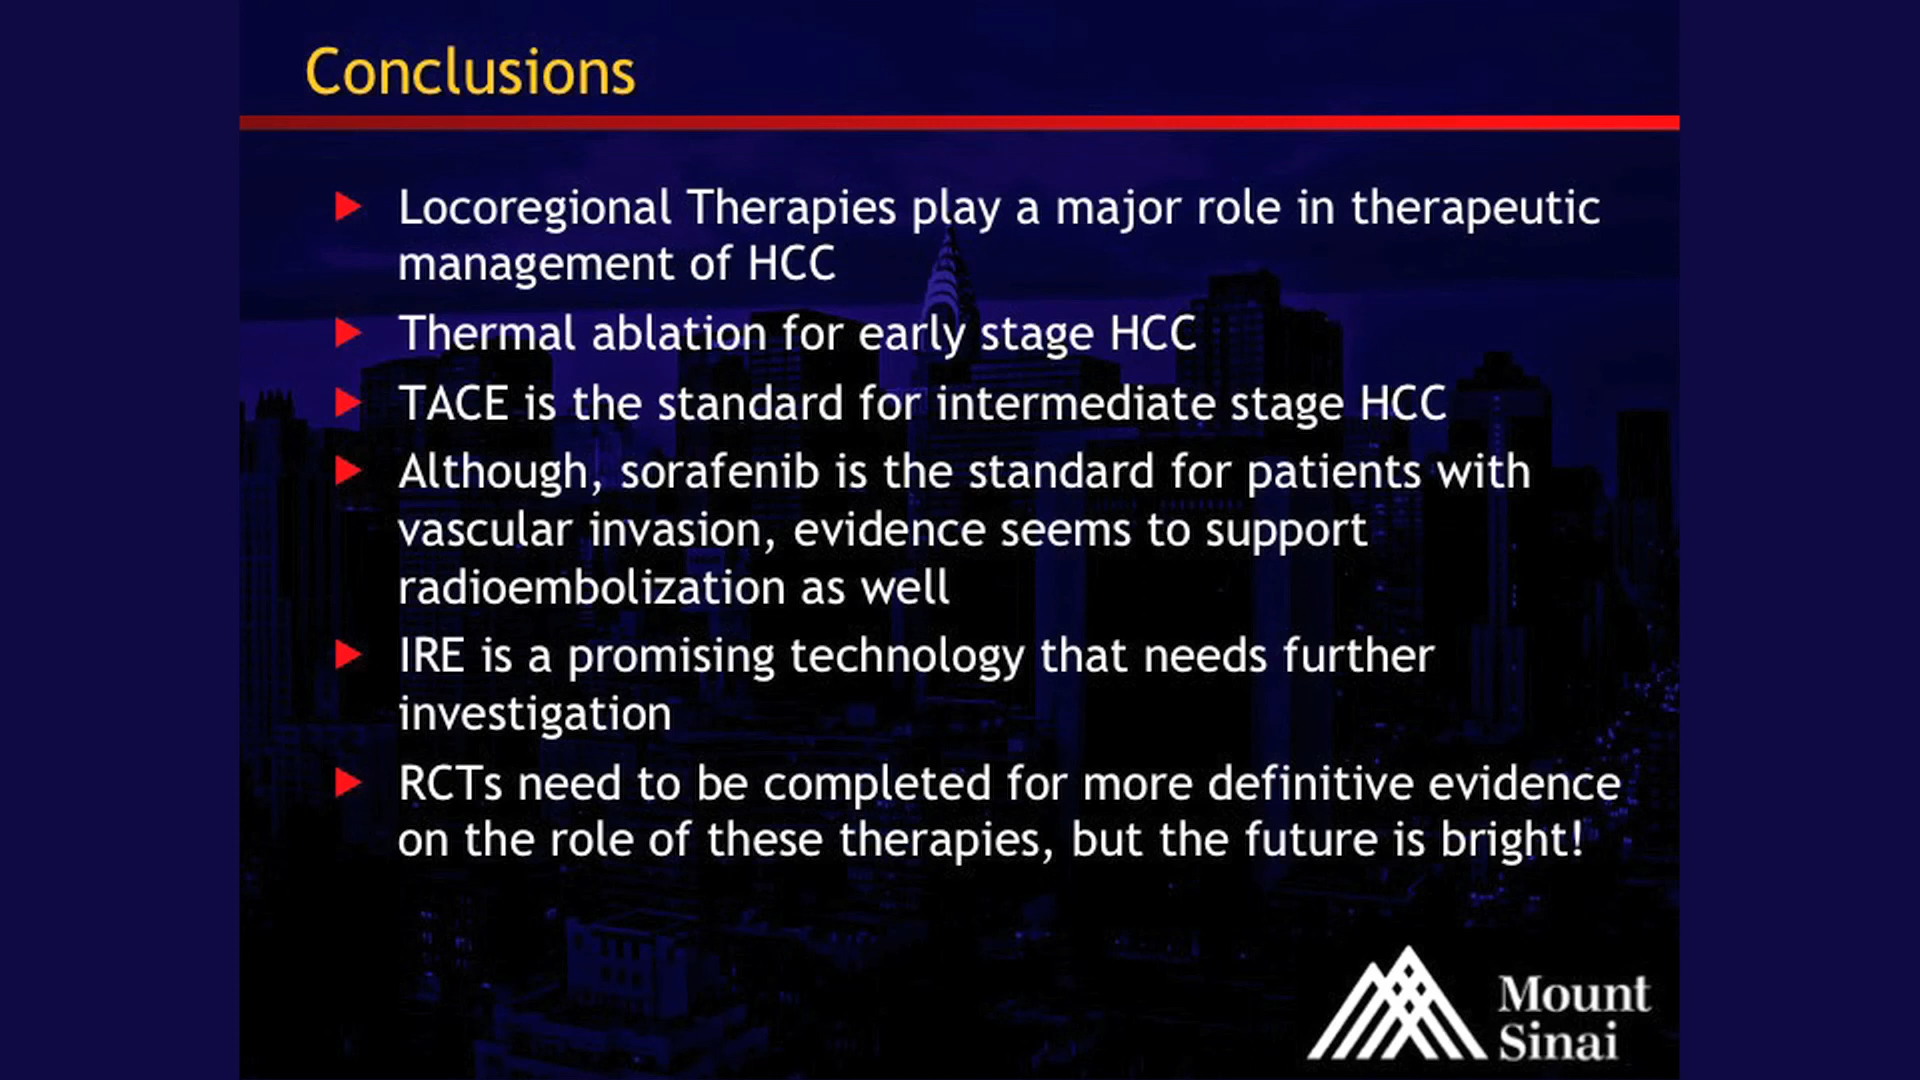 Conclusions
Locoregional Therapies play a major role in therapeutic
management of HCC
Thermal ablation for early stage HCC
TACE is the standard for intermediate stage HCC
Although, sorafenib is the standard for patients with
vascular invasion, evidence seems to support
radioembolization as well
IRE is a promising technology that needs further
investigation
RCTs need to be completed for more definitive evidence
on the role of these therapies, but the future is bright!
Mount
Sinai